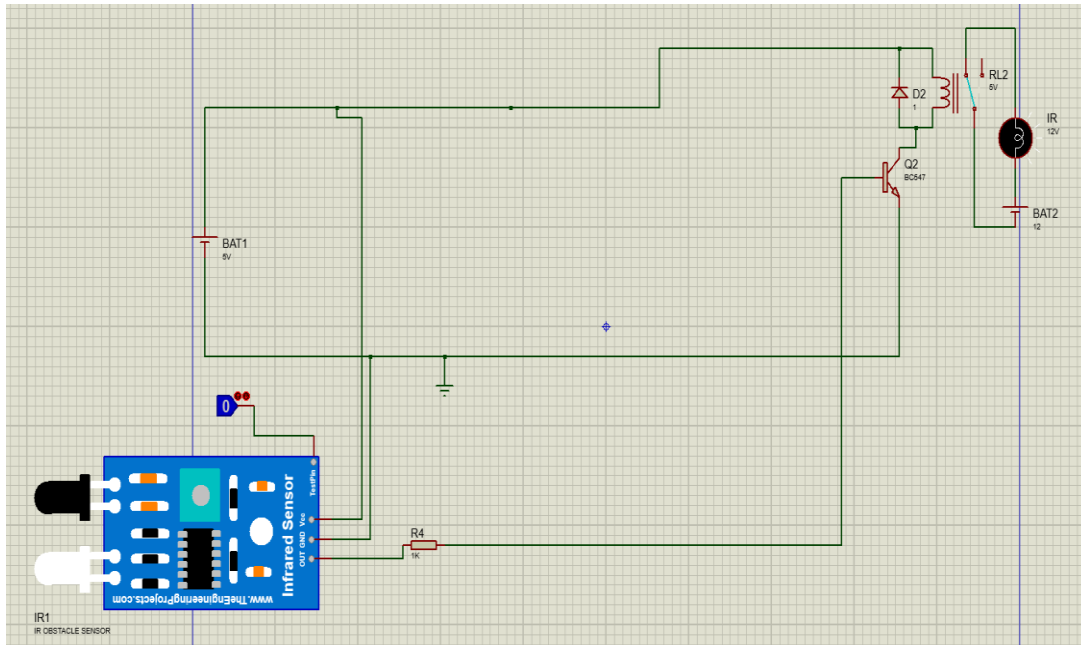 RL2
5V
D2
1
IR
12V
Q2
BC547
BAT2
12
BAT1
5V
0
TestPin
Infrared Sensor
Vcc
GND
OUT
www.TheEngineeringProjects.com
R4
1K
IR1
IR OBSTACLE SENSOR